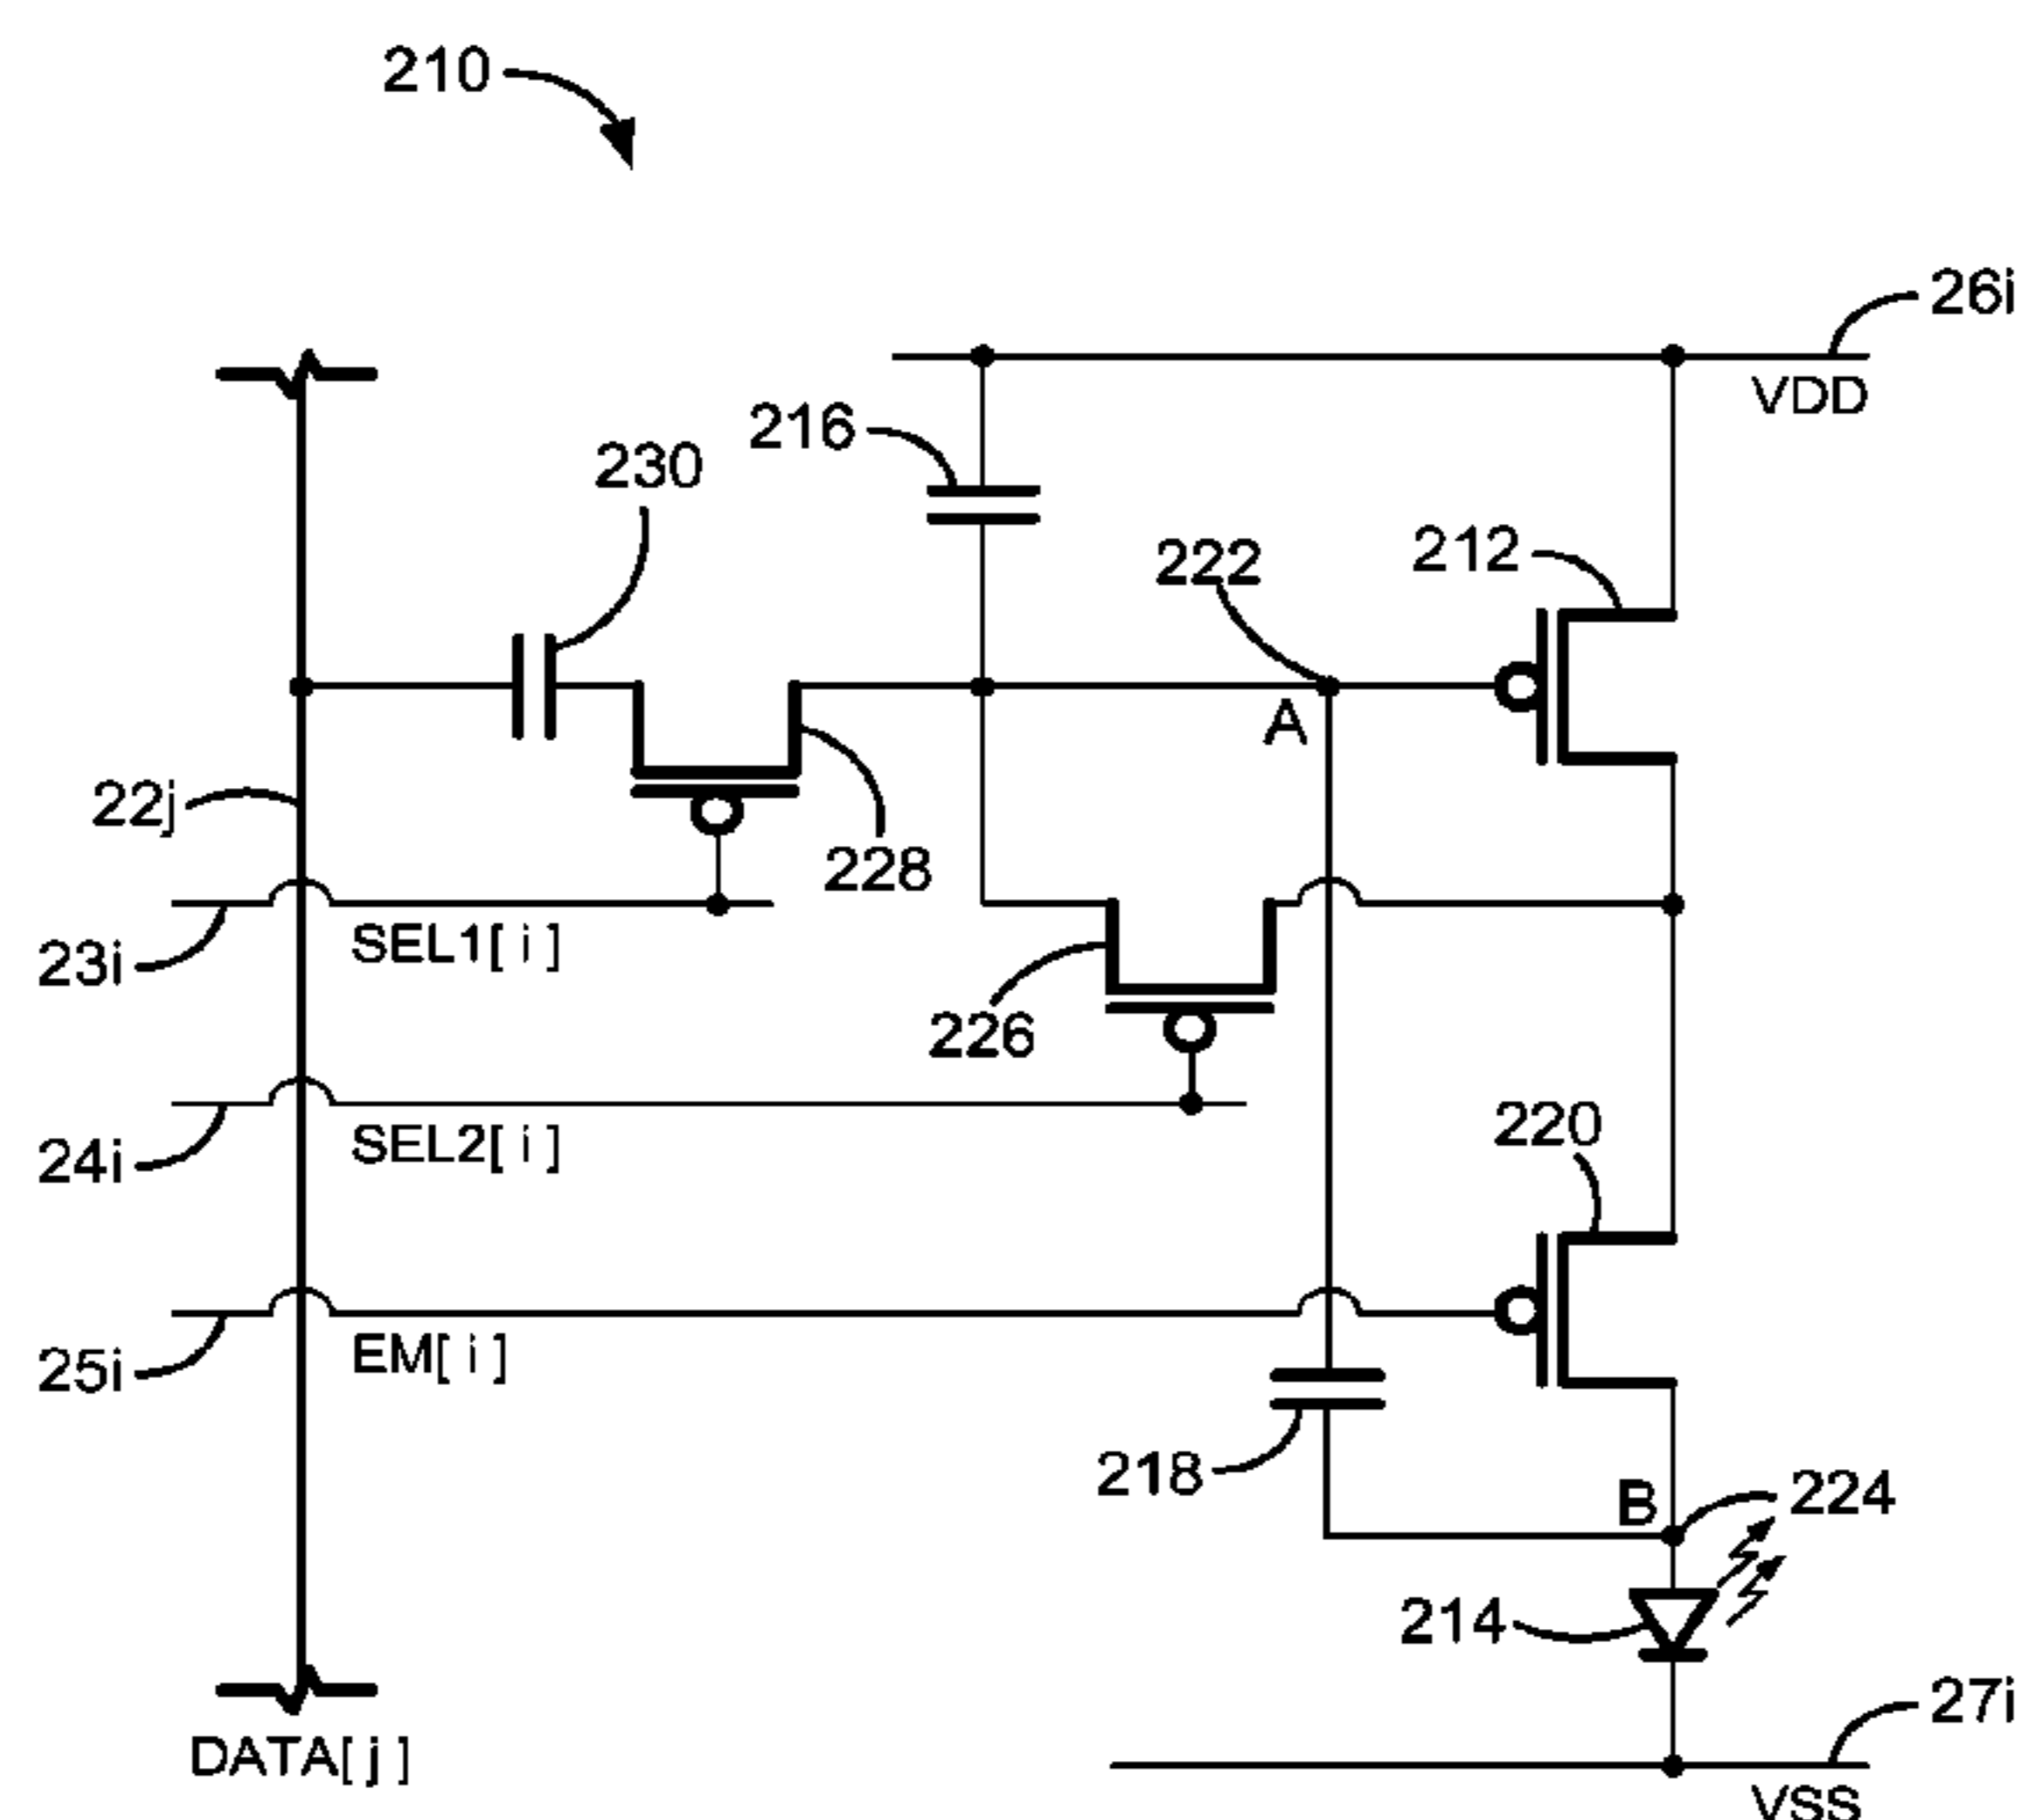 210
26i
VDD
216
230
212
222
A
22j
228
SEL1[ i ]
23i
226
220
SEL2[ i ]
24i
EM[ i ]
25i
218
B
224
214
27i
DATA[ j ]
VSS